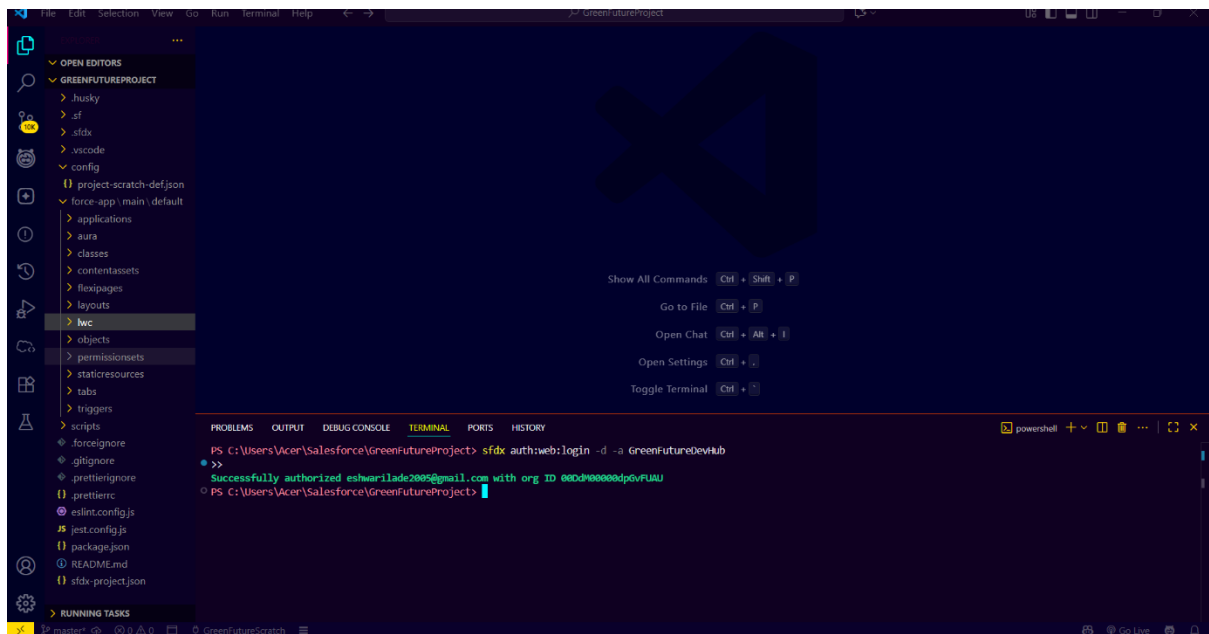 File Edit Selection View Go Run Terminal Help
GreenFutureProject
OPEN EDITORS
GREENFUTUREPROJECT
.husky
.sf
.sfdx
10K
.vscode
config
{} project-scratch-def.json
force-app \ main \ default
applications
aura
classes
contentassets
flexipages
layouts
lwc
objects
permissionsets
staticresources
tabs
triggers
scripts
.forceignore
.gitignore
.prettierignore
{} .prettierrc
eslint.config.js
JS jest.config.js
{} package.json
README.md
{} sfdx-project.json
RUNNING TASKS
Show All Commands Ctrl + Shift + P
Go to File Ctrl + P
Open Chat Ctrl + Alt + I
Open Settings Ctrl + ,
Toggle Terminal Ctrl + `
PROBLEMS OUTPUT DEBUG CONSOLE TERMINAL PORTS HISTORY
powershell
PS C:\Users\Acer\Salesforce\GreenFutureProject> sfdx auth:web:login -d -a GreenFutureDevHub
>>
Successfully authorized eshwarilade2005@gmail.com with org ID 00DdM00000dpGvFUAU
PS C:\Users\Acer\Salesforce\GreenFutureProject>
master* 0 0 GreenFutureScratch
Go Live